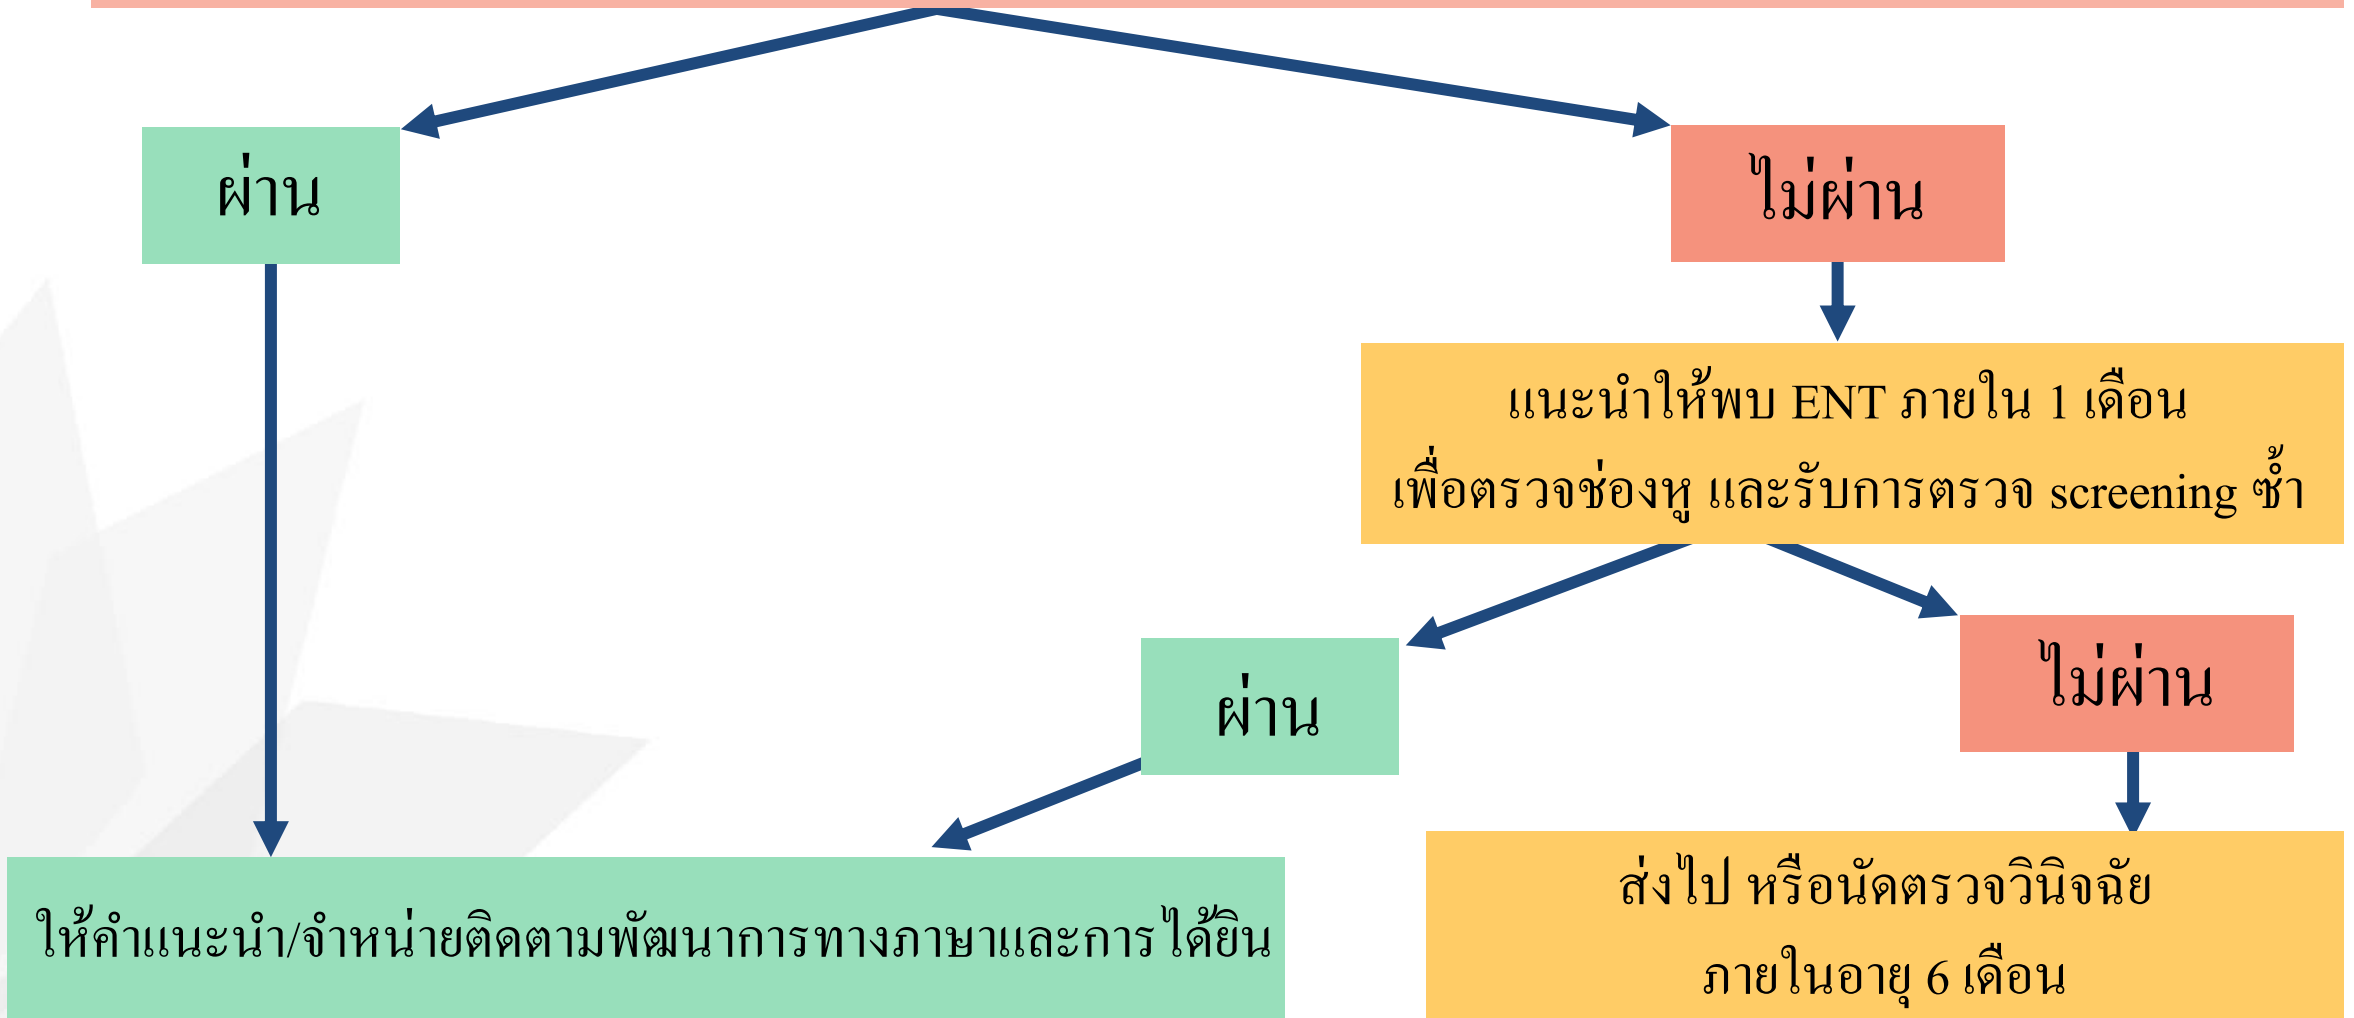 ผ่าน
ไม่ผ่าน
แนะนำให้พบ ENT ภายใน 1 เดือน
เพื่อตรวจช่องหู และรับการตรวจ screening ซ้ำ
ผ่าน
ไม่ผ่าน
ให้คำแนะนำ/จำหน่ายติดตามพัฒนาการทางภาษาและการได้ยิน
ส่งไป หรือนัดตรวจวินิจฉัย
ภายในอายุ 6 เดือน